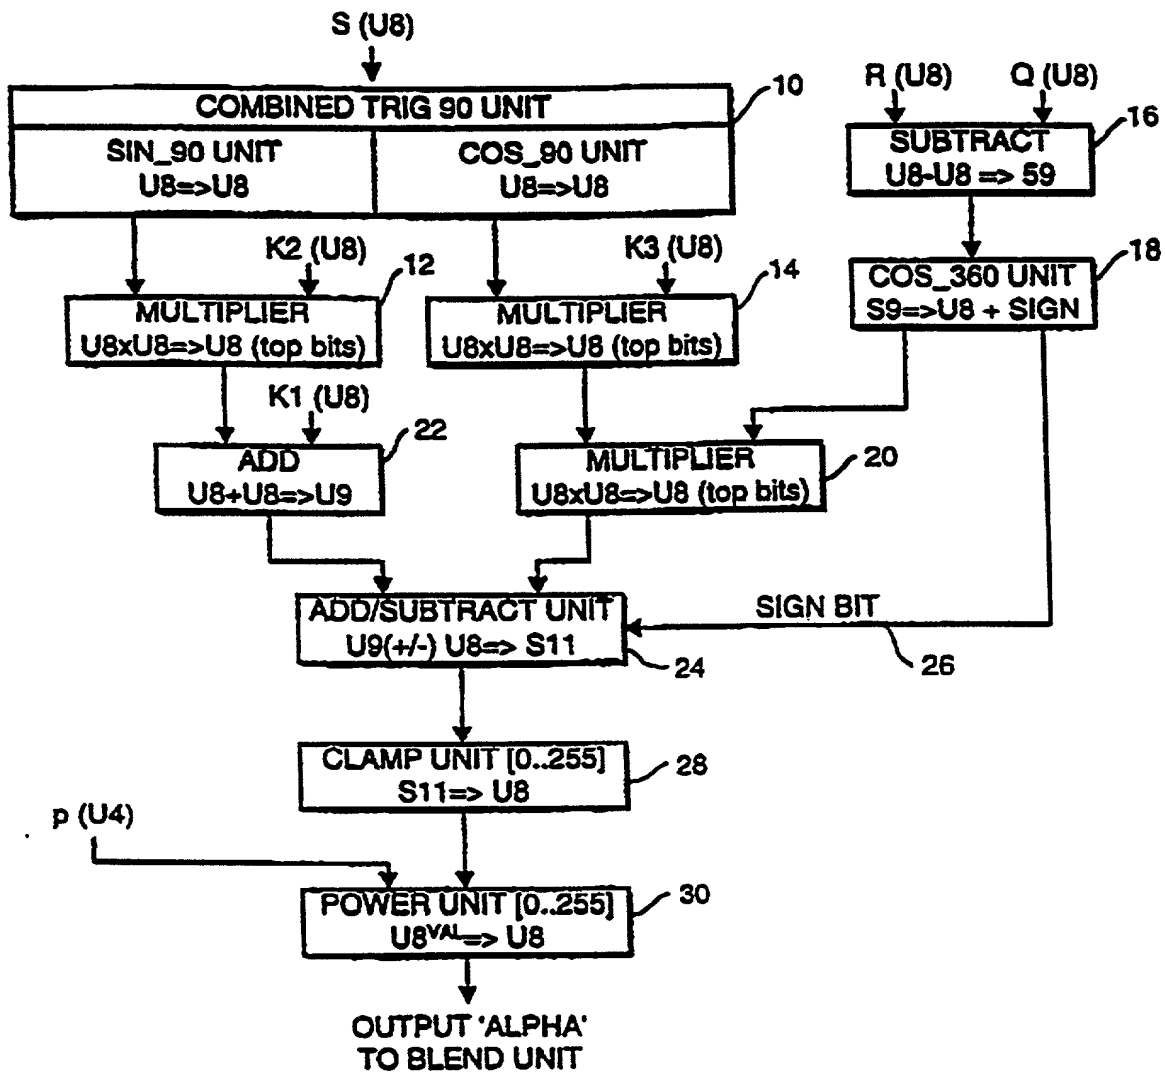 S (U8)
R (U8)
Q (U8)
10
COMBINED TRIG 90 UNIT
SIN_90 UNIT
U8=>U8
COS_90 UNIT
U8=>U8
16
SUBTRACT
U8-U8 => 59
K2 (U8)
12
K3 (U8)
14
18
COS_360 UNIT
S9=>U8 + SIGN
MULTIPLIER
U8xU8=>U8 (top bits)
MULTIPLIER
U8xU8=>U8 (top bits)
K1 (U8)
22
ADD
U8+U8=>U9
20
MULTIPLIER
U8xU8=>U8 (top bits)
ADD/SUBTRACT UNIT
U9(+/-) U8=> S11
24
SIGN BIT
26
CLAMP UNIT [0..255]
S11=> U8
28
p (U4)
POWER UNIT [0..255]
U8^VAL=> U8
30
OUTPUT 'ALPHA'
TO BLEND UNIT